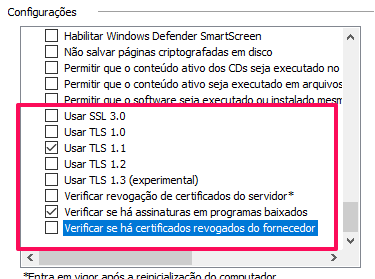 Configurações
Habilitar Windows Defender SmartScreen
Não salvar páginas criptografadas em disco
Permitir que o conteúdo ativo dos CDs seja executado no
Permitir que o conteúdo ativo seja executado em arquivos
Permitir que o software seja executado ou instalado mesm
Usar SSL 3.0
Usar TLS 1.0
Usar TLS 1.1
Usar TLS 1.2
Usar TLS 1.3 (experimental)
Verificar revogação de certificados do servidor*
Verificar se há assinaturas em programas baixados
Verificar se há certificados revogados do fornecedor
*Entra em vigor após a reinicialização do computador